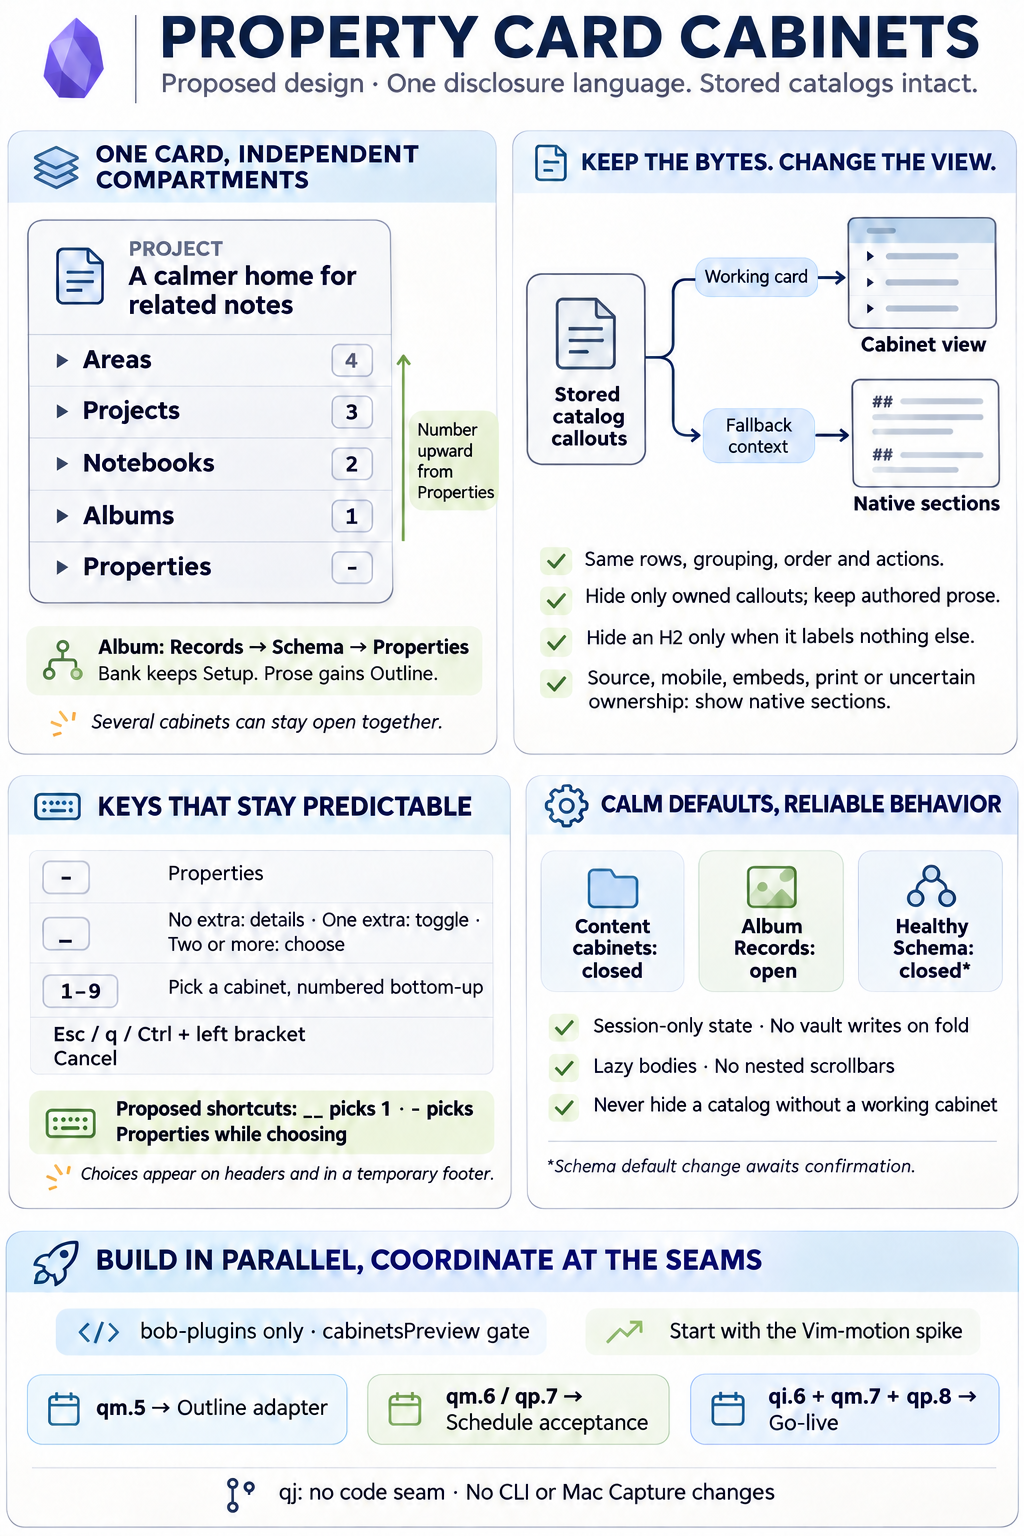 PROPERTY CARD CABINETS
Proposed design · One disclosure language. Stored catalogs intact.
ONE CARD, INDEPENDENT
COMPARTMENTS
PROJECT
A calmer home for
related notes
Areas 4
Projects 3
Notebooks 2
Albums 1
Properties -
Number
upward
from
Properties
Album: Records → Schema → Properties
Bank keeps Setup. Prose gains Outline.
Several cabinets can stay open together.
KEEP THE BYTES. CHANGE THE VIEW.
Stored
catalog
callouts
Working card
Cabinet view
Fallback
context
##
##
Native sections
Same rows, grouping, order and actions.
Hide only owned callouts; keep authored prose.
Hide an H2 only when it labels nothing else.
Source, mobile, embeds, print or uncertain
ownership: show native sections.
KEYS THAT STAY PREDICTABLE
- Properties
_ No extra: details · One extra: toggle ·
Two or more: choose
1–9 Pick a cabinet, numbered bottom-up
Esc / q / Ctrl + left bracket
Cancel
Proposed shortcuts: __ picks 1 · - picks
Properties while choosing
Choices appear on headers and in a temporary footer.
CALM DEFAULTS, RELIABLE BEHAVIOR
Content
cabinets:
closed
Album
Records:
open
Healthy
Schema:
closed*
Session-only state · No vault writes on fold
Lazy bodies · No nested scrollbars
Never hide a catalog without a working cabinet
*Schema default change awaits confirmation.
BUILD IN PARALLEL, COORDINATE AT THE SEAMS
</> bob-plugins only · cabinetsPreview gate
Start with the Vim-motion spike
qm.5 → Outline adapter
qm.6 / qp.7 →
Schedule acceptance
qi.6 + qm.7 + qp.8 →
Go-live
qj: no code seam · No CLI or Mac Capture changes